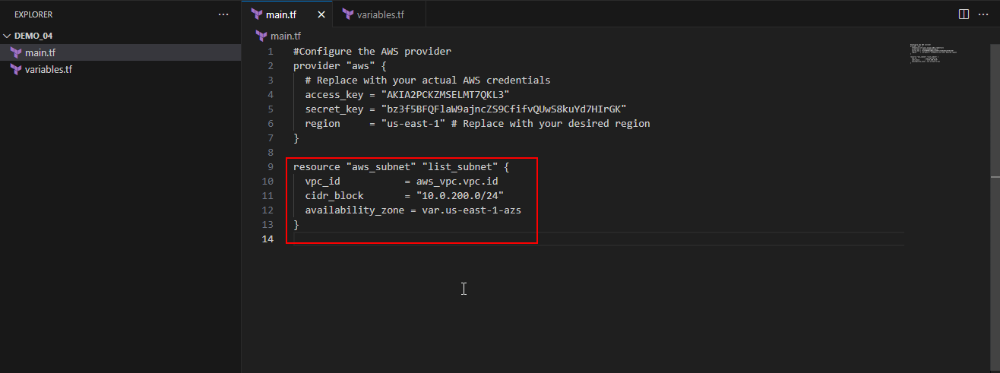 EXPLORER
DEMO_04
main.tf
variables.tf
main.tf
variables.tf
main.tf
1 #Configure the AWS provider
2 provider "aws" {
3 # Replace with your actual AWS credentials
4 access_key = "AKIA2PCKZMSELMT7QKL3"
5 secret_key = "bz3f5BFQFlaW9ajncZS9CfifvQUwS8kuYd7HIrGK"
6 region     = "us-east-1" # Replace with your desired region
7 }
8
9 resource "aws_subnet" "list_subnet" {
10 vpc_id            = aws_vpc.vpc.id
11 cidr_block        = "10.0.200.0/24"
12 availability_zone = var.us-east-1-azs
13 }
14